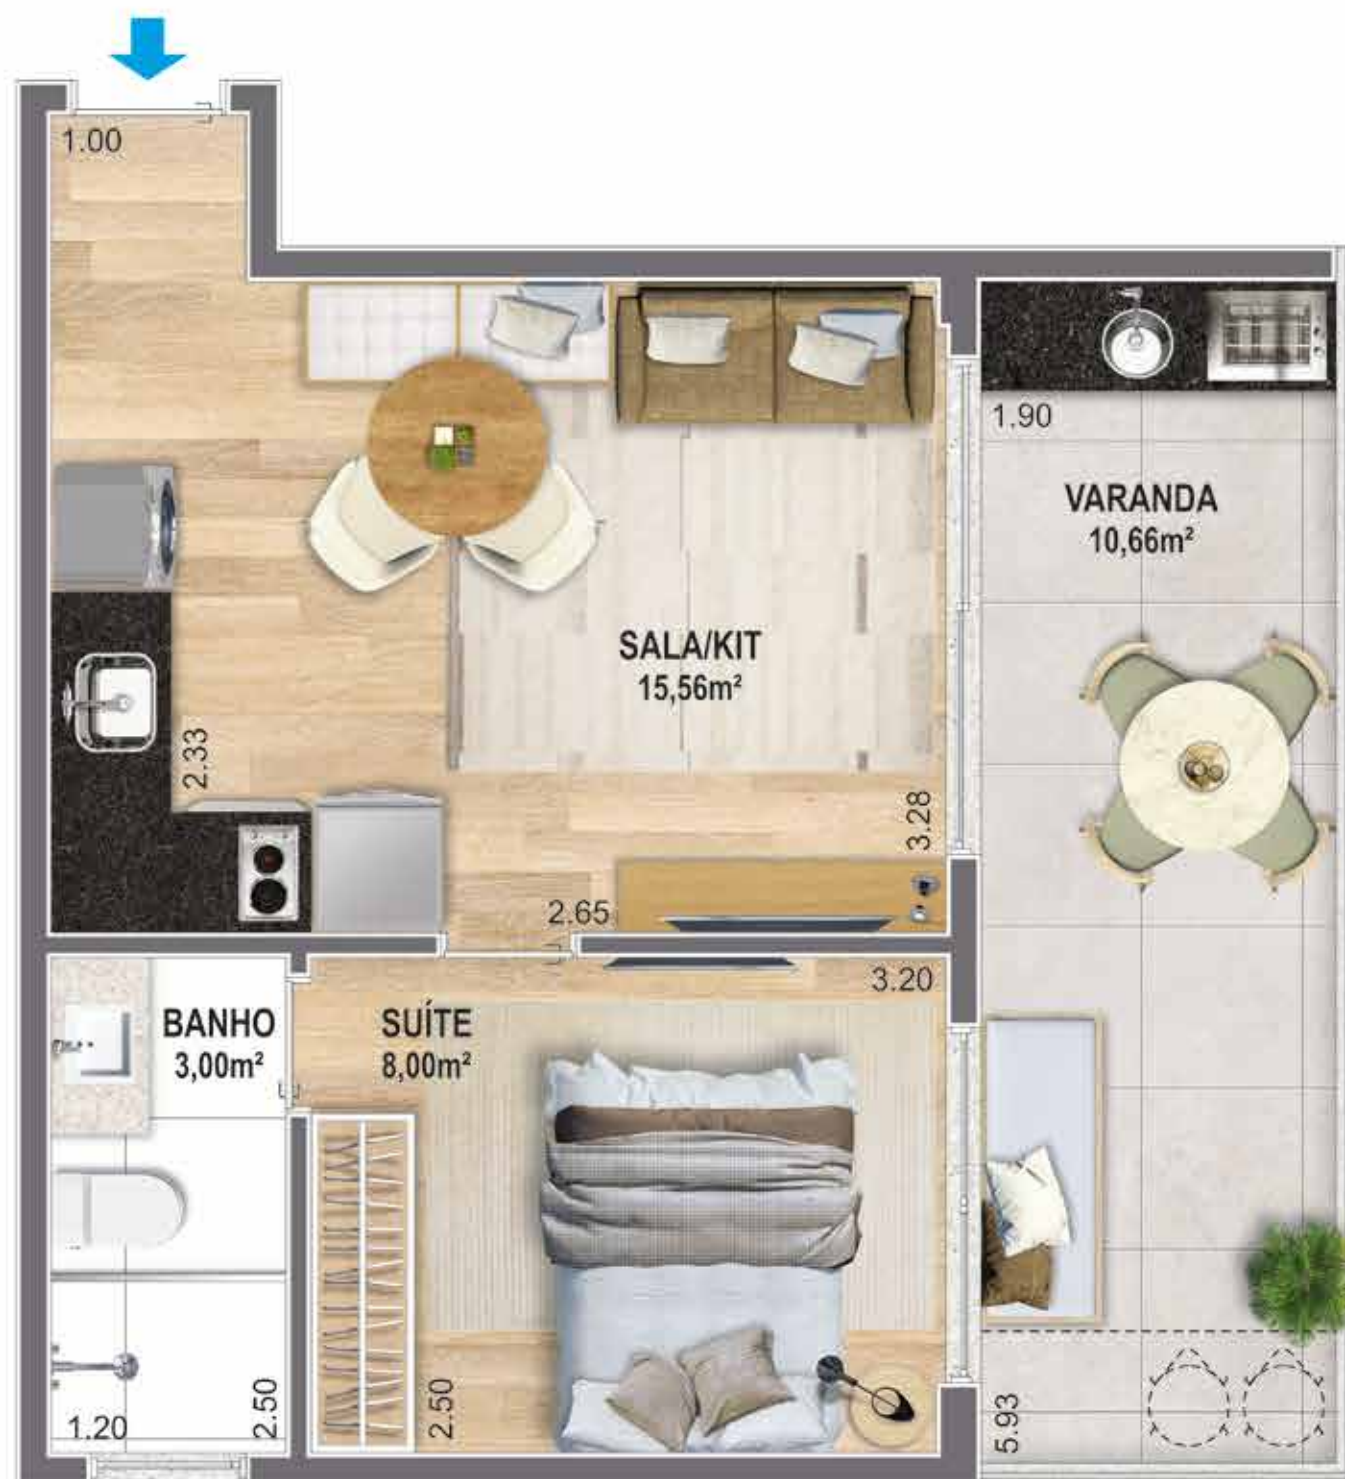 1.00
1.90
VARANDA
10,66m²
SALA/KIT
15,56m²
2.33
3.28
2.65
3.20
BANHO
3,00m²
SUÍTE
8,00m²
1.20
2.50
2.50
5.93